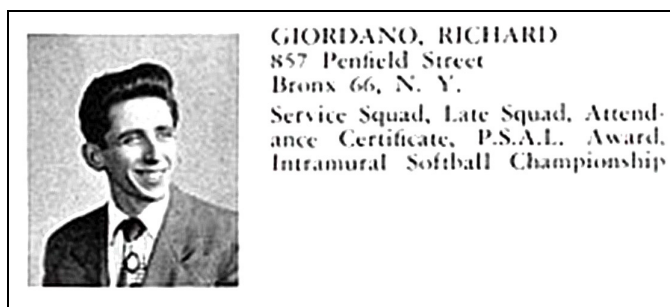 GIORDANO, RICHARD
857 Penfield Street
Bronx 66, N. Y.
Service Squad, Late Squad, Attend-
ance Certificate, P.S.A.L. Award,
Intramural Softball Championship